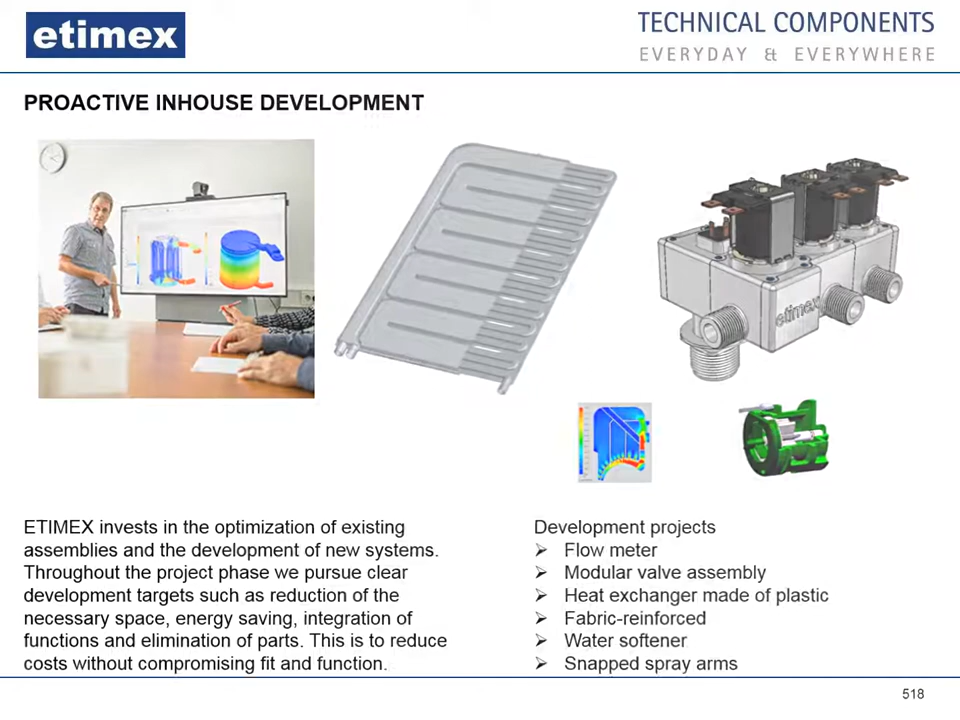 etimex
TECHNICAL COMPONENTS
EVERYDAY & EVERYWHERE
PROACTIVE INHOUSE DEVELOPMENT
etimex
ETIMEX invests in the optimization of existing
assemblies and the development of new systems.
Throughout the project phase we pursue clear
development targets such as reduction of the
necessary space, energy saving, integration of
functions and elimination of parts. This is to reduce
costs without compromising fit and function.
Development projects
➢ Flow meter
➢ Modular valve assembly
➢ Heat exchanger made of plastic
➢ Fabric-reinforced
➢ Water softener
➢ Snapped spray arms
518